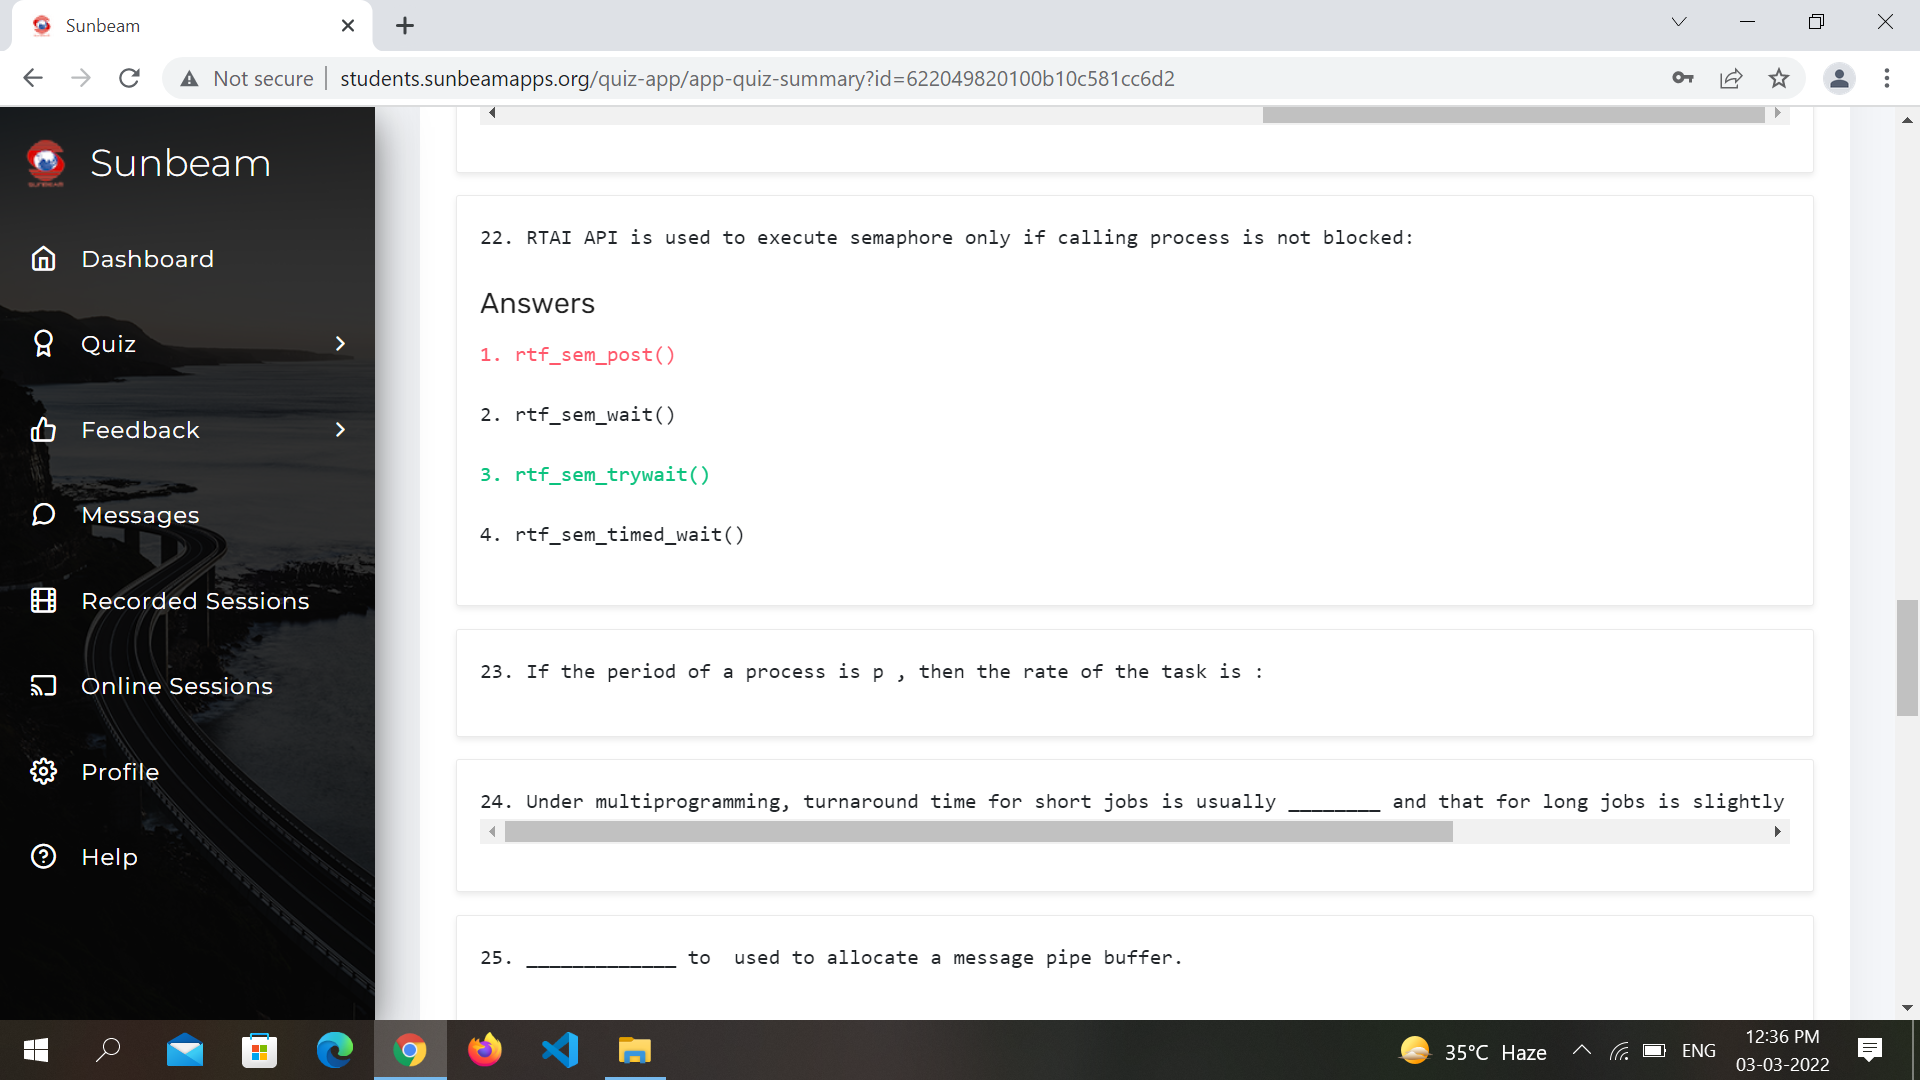 Sunbeam
Not secure students.sunbeamapps.org/quiz-app/app-quiz-summary?id=622049820100b10c581cc6d2
Sunbeam
Dashboard
Quiz
Feedback
Messages
Recorded Sessions
Online Sessions
Profile
Help
22. RTAI API is used to execute semaphore only if calling process is not blocked:
Answers
1. rtf_sem_post()
2. rtf_sem_wait()
3. rtf_sem_trywait()
4. rtf_sem_timed_wait()
23. If the period of a process is p , then the rate of the task is :
24. Under multiprogramming, turnaround time for short jobs is usually ________ and that for long jobs is slightly
25. _____________ to  used to allocate a message pipe buffer.
35°C Haze
ENG
12:36 PM
03-03-2022